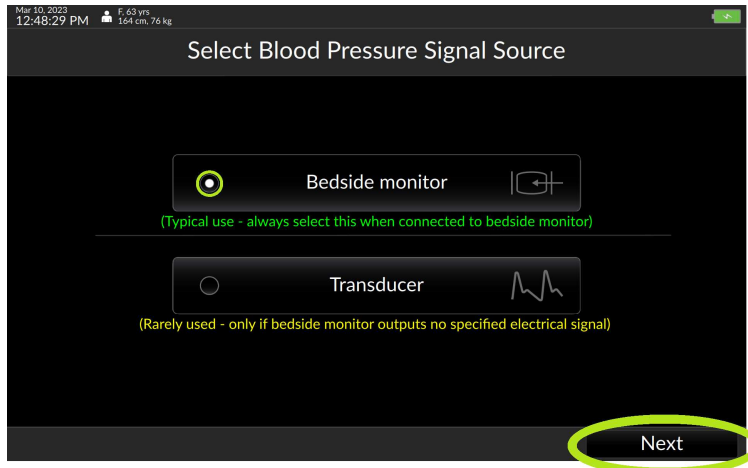 Mar 10, 2023
12:48:29 PM
F, 63 yrs
164 cm, 76 kg
Select Blood Pressure Signal Source
Bedside monitor
(Typical use - always select this when connected to bedside monitor)
Transducer
(Rarely used - only if bedside monitor outputs no specified electrical signal)
Next